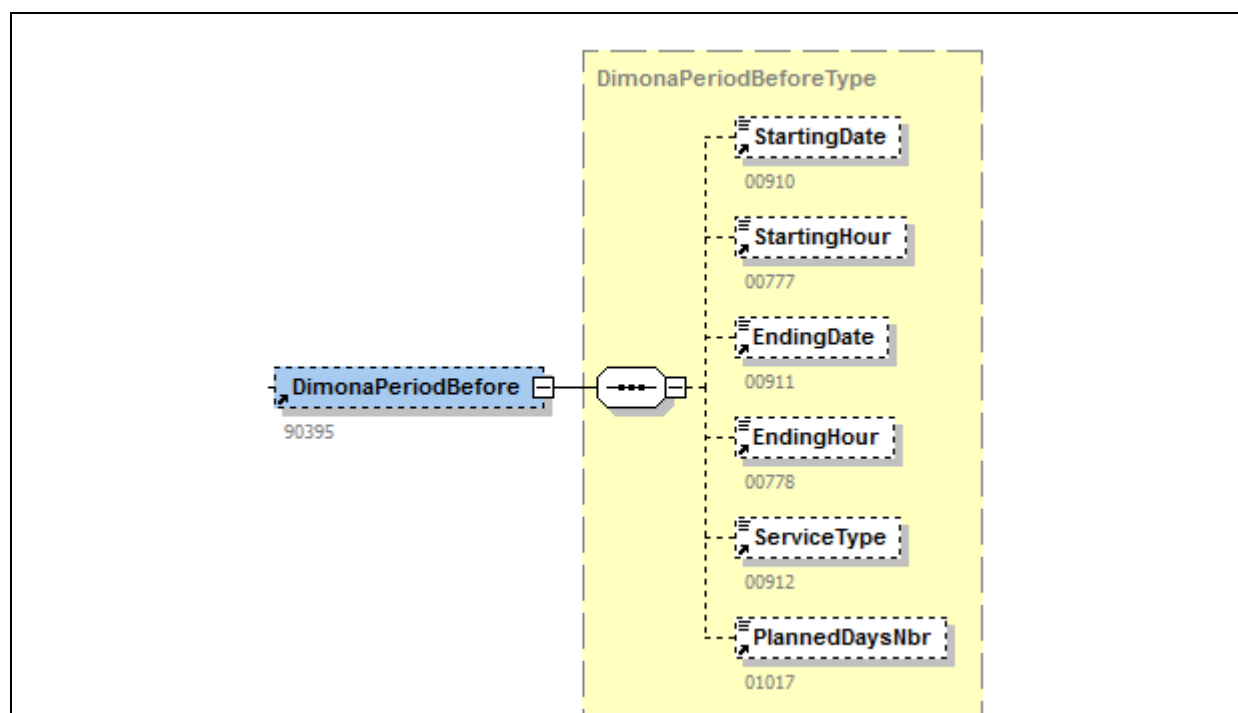 DimonaPeriodBeforeType
StartingDate
00910
StartingHour
00777
EndingDate
00911
DimonaPeriodBefore
90395
EndingHour
00778
ServiceType
00912
PlannedDaysNbr
01017